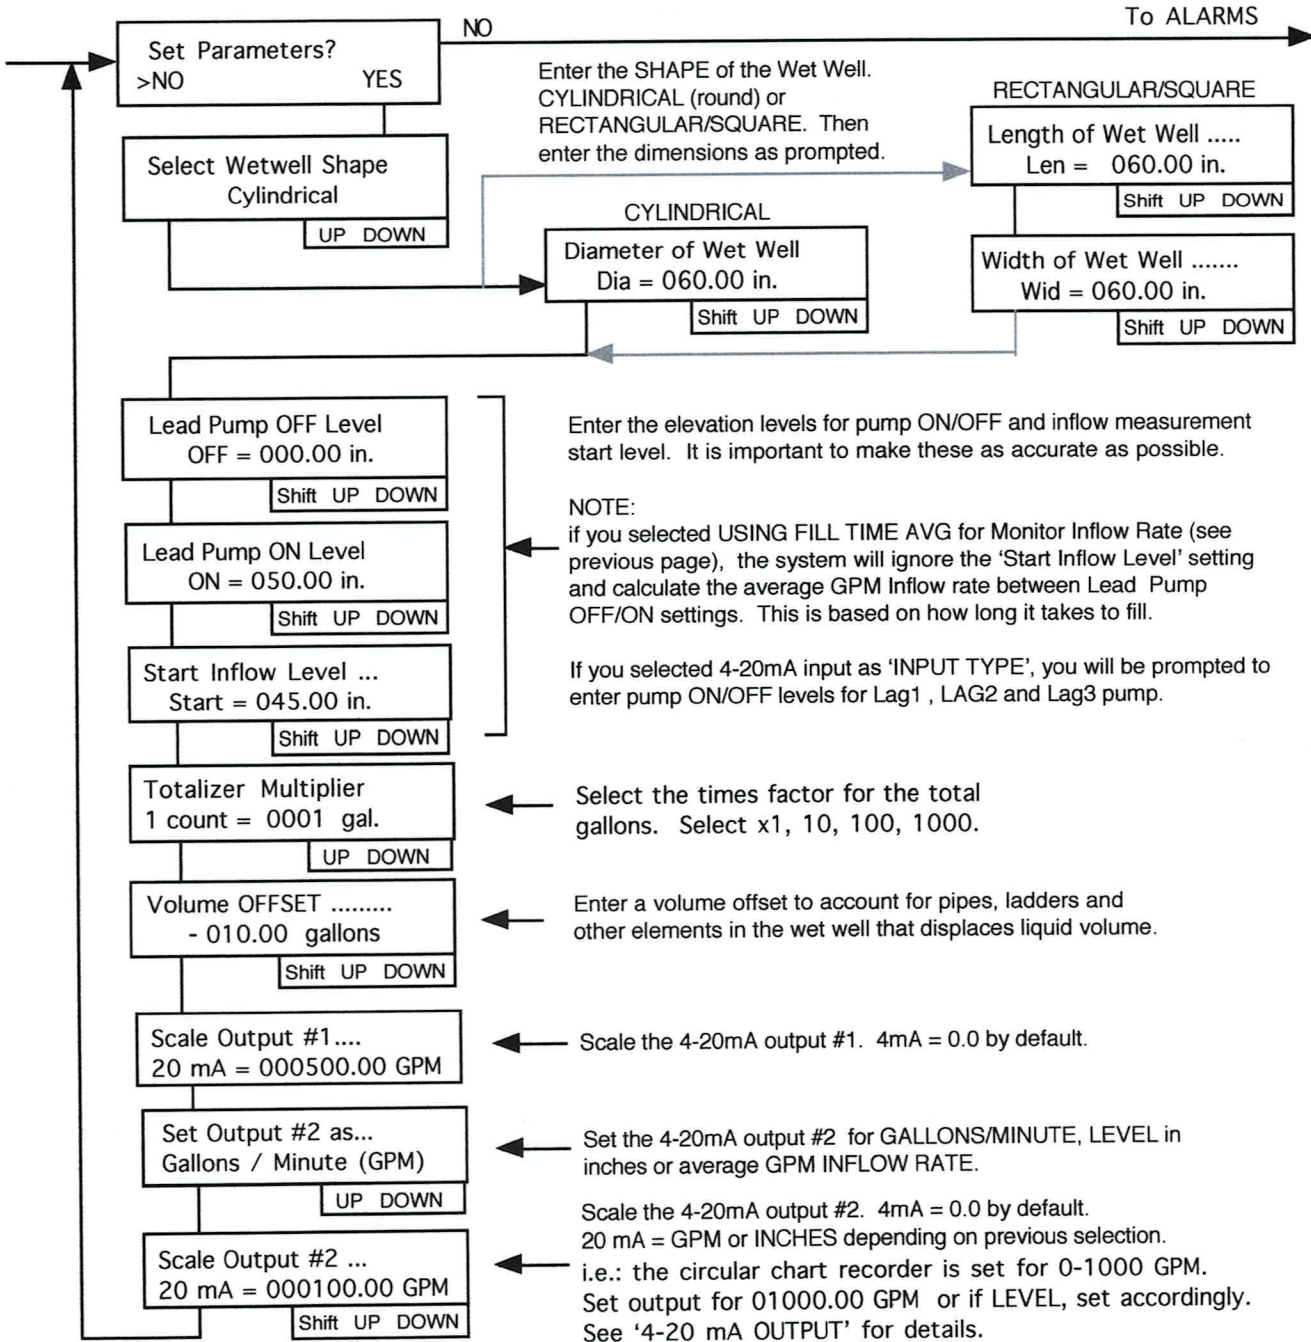 To ALARMS
NO
Set Parameters?
>NO YES
Enter the SHAPE of the Wet Well.
CYLINDRICAL (round) or
RECTANGULAR/SQUARE. Then
enter the dimensions as prompted.
RECTANGULAR/SQUARE
Length of Wet Well .....
Len = 060.00 in.
Shift UP DOWN
Select Wetwell Shape
Cylindrical
UP DOWN
CYLINDRICAL
Diameter of Wet Well
Dia = 060.00 in.
Shift UP DOWN
Width of Wet Well .......
Wid = 060.00 in.
Shift UP DOWN
Lead Pump OFF Level
OFF = 000.00 in.
Shift UP DOWN
Lead Pump ON Level
ON = 050.00 in.
Shift UP DOWN
Start Inflow Level ...
Start = 045.00 in.
Shift UP DOWN
Enter the elevation levels for pump ON/OFF and inflow measurement
start level. It is important to make these as accurate as possible.
NOTE:
if you selected USING FILL TIME AVG for Monitor Inflow Rate (see
previous page), the system will ignore the 'Start Inflow Level' setting
and calculate the average GPM Inflow rate between Lead Pump
OFF/ON settings. This is based on how long it takes to fill.
If you selected 4-20mA input as 'INPUT TYPE', you will be prompted to
enter pump ON/OFF levels for Lag1 , LAG2 and Lag3 pump.
Totalizer Multiplier
1 count = 0001 gal.
UP DOWN
Select the times factor for the total
gallons. Select x1, 10, 100, 1000.
Volume OFFSET .........
- 010.00 gallons
Shift UP DOWN
Enter a volume offset to account for pipes, ladders and
other elements in the wet well that displaces liquid volume.
Scale Output #1....
20 mA = 000500.00 GPM
Scale the 4-20mA output #1. 4mA = 0.0 by default.
Set Output #2 as...
Gallons / Minute (GPM)
UP DOWN
Set the 4-20mA output #2 for GALLONS/MINUTE, LEVEL in
inches or average GPM INFLOW RATE.
Scale Output #2 ...
20 mA = 000100.00 GPM
Shift UP DOWN
Scale the 4-20mA output #2. 4mA = 0.0 by default.
20 mA = GPM or INCHES depending on previous selection.
i.e.: the circular chart recorder is set for 0-1000 GPM.
Set output for 01000.00 GPM or if LEVEL, set accordingly.
See '4-20 mA OUTPUT' for details.